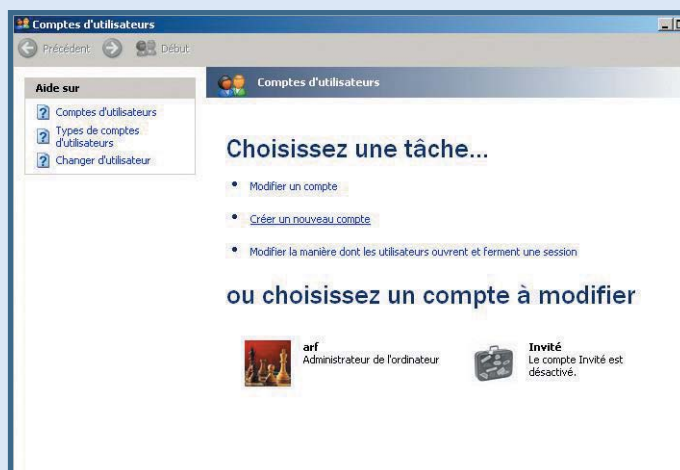 Comptes d'utilisateurs
Précédent
Début
Aide sur
Comptes d'utilisateurs
Types de comptes
d'utilisateurs
Changer d'utilisateur
Comptes d'utilisateurs
Choisissez une tâche...
• Modifier un compte
• Créer un nouveau compte
• Modifier la manière dont les utilisateurs ouvrent et ferment une session
ou choisissez un compte à modifier
arf
Administrateur de l'ordinateur
Invité
Le compte Invité est
désactivé.